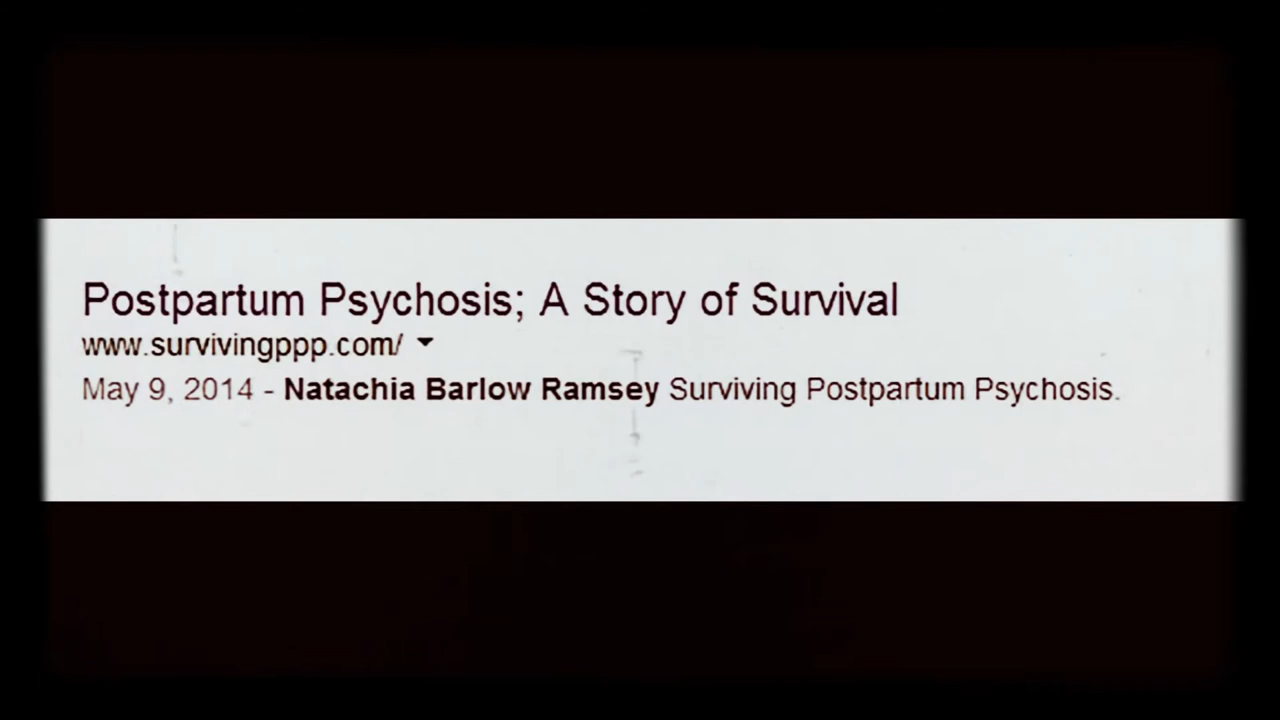 Postpartum Psychosis; A Story of Survival
www.survivingppp.com/
May 9, 2014 - Natachia Barlow Ramsey Surviving Postpartum Psychosis.